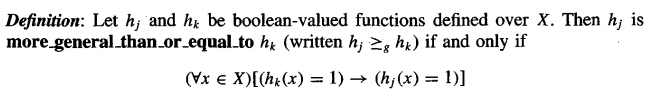 Definition: Let hⱼ and hₖ be boolean-valued functions defined over X. Then hⱼ is
more_general_than_or_equal_to hₖ (written hⱼ ≥g hₖ) if and only if
(∀x ∈ X)[(hₖ(x) = 1) → (hⱼ(x) = 1)]